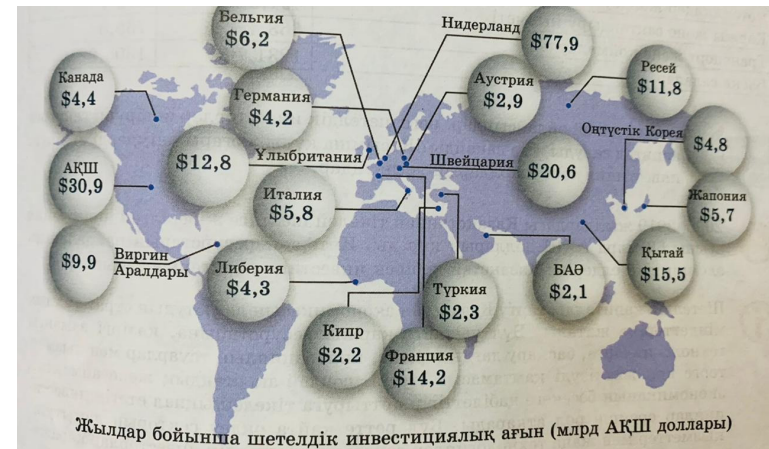 Бельгия
$6,2
Нидерланд
$77,9
Канада
$4,4
Германия
$4,2
Аустрия
$2,9
Ресей
$11,8
АҚШ
$30,9
$12,8
Ұлыбритания
Швейцария
$20,6
Оңтүстік Корея
$4,8
Италия
$5,8
Жапония
$5,7
$9,9
Виргин
Аралдары
Либерия
$4,3
Түркия
$2,3
БАӘ
$2,1
Қытай
$15,5
Кипр
$2,2
Франция
$14,2
Жылдар бойынша шетелдік инвестициялық ағын (млрд АҚШ доллары)